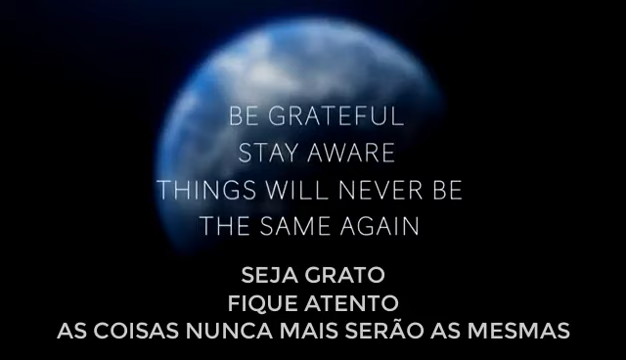 BE GRATEFUL
STAY AWARE
THINGS WILL NEVER BE
THE SAME AGAIN
SEJA GRATO
FIQUE ATENTO
AS COISAS NUNCA MAIS SERÃO AS MESMAS